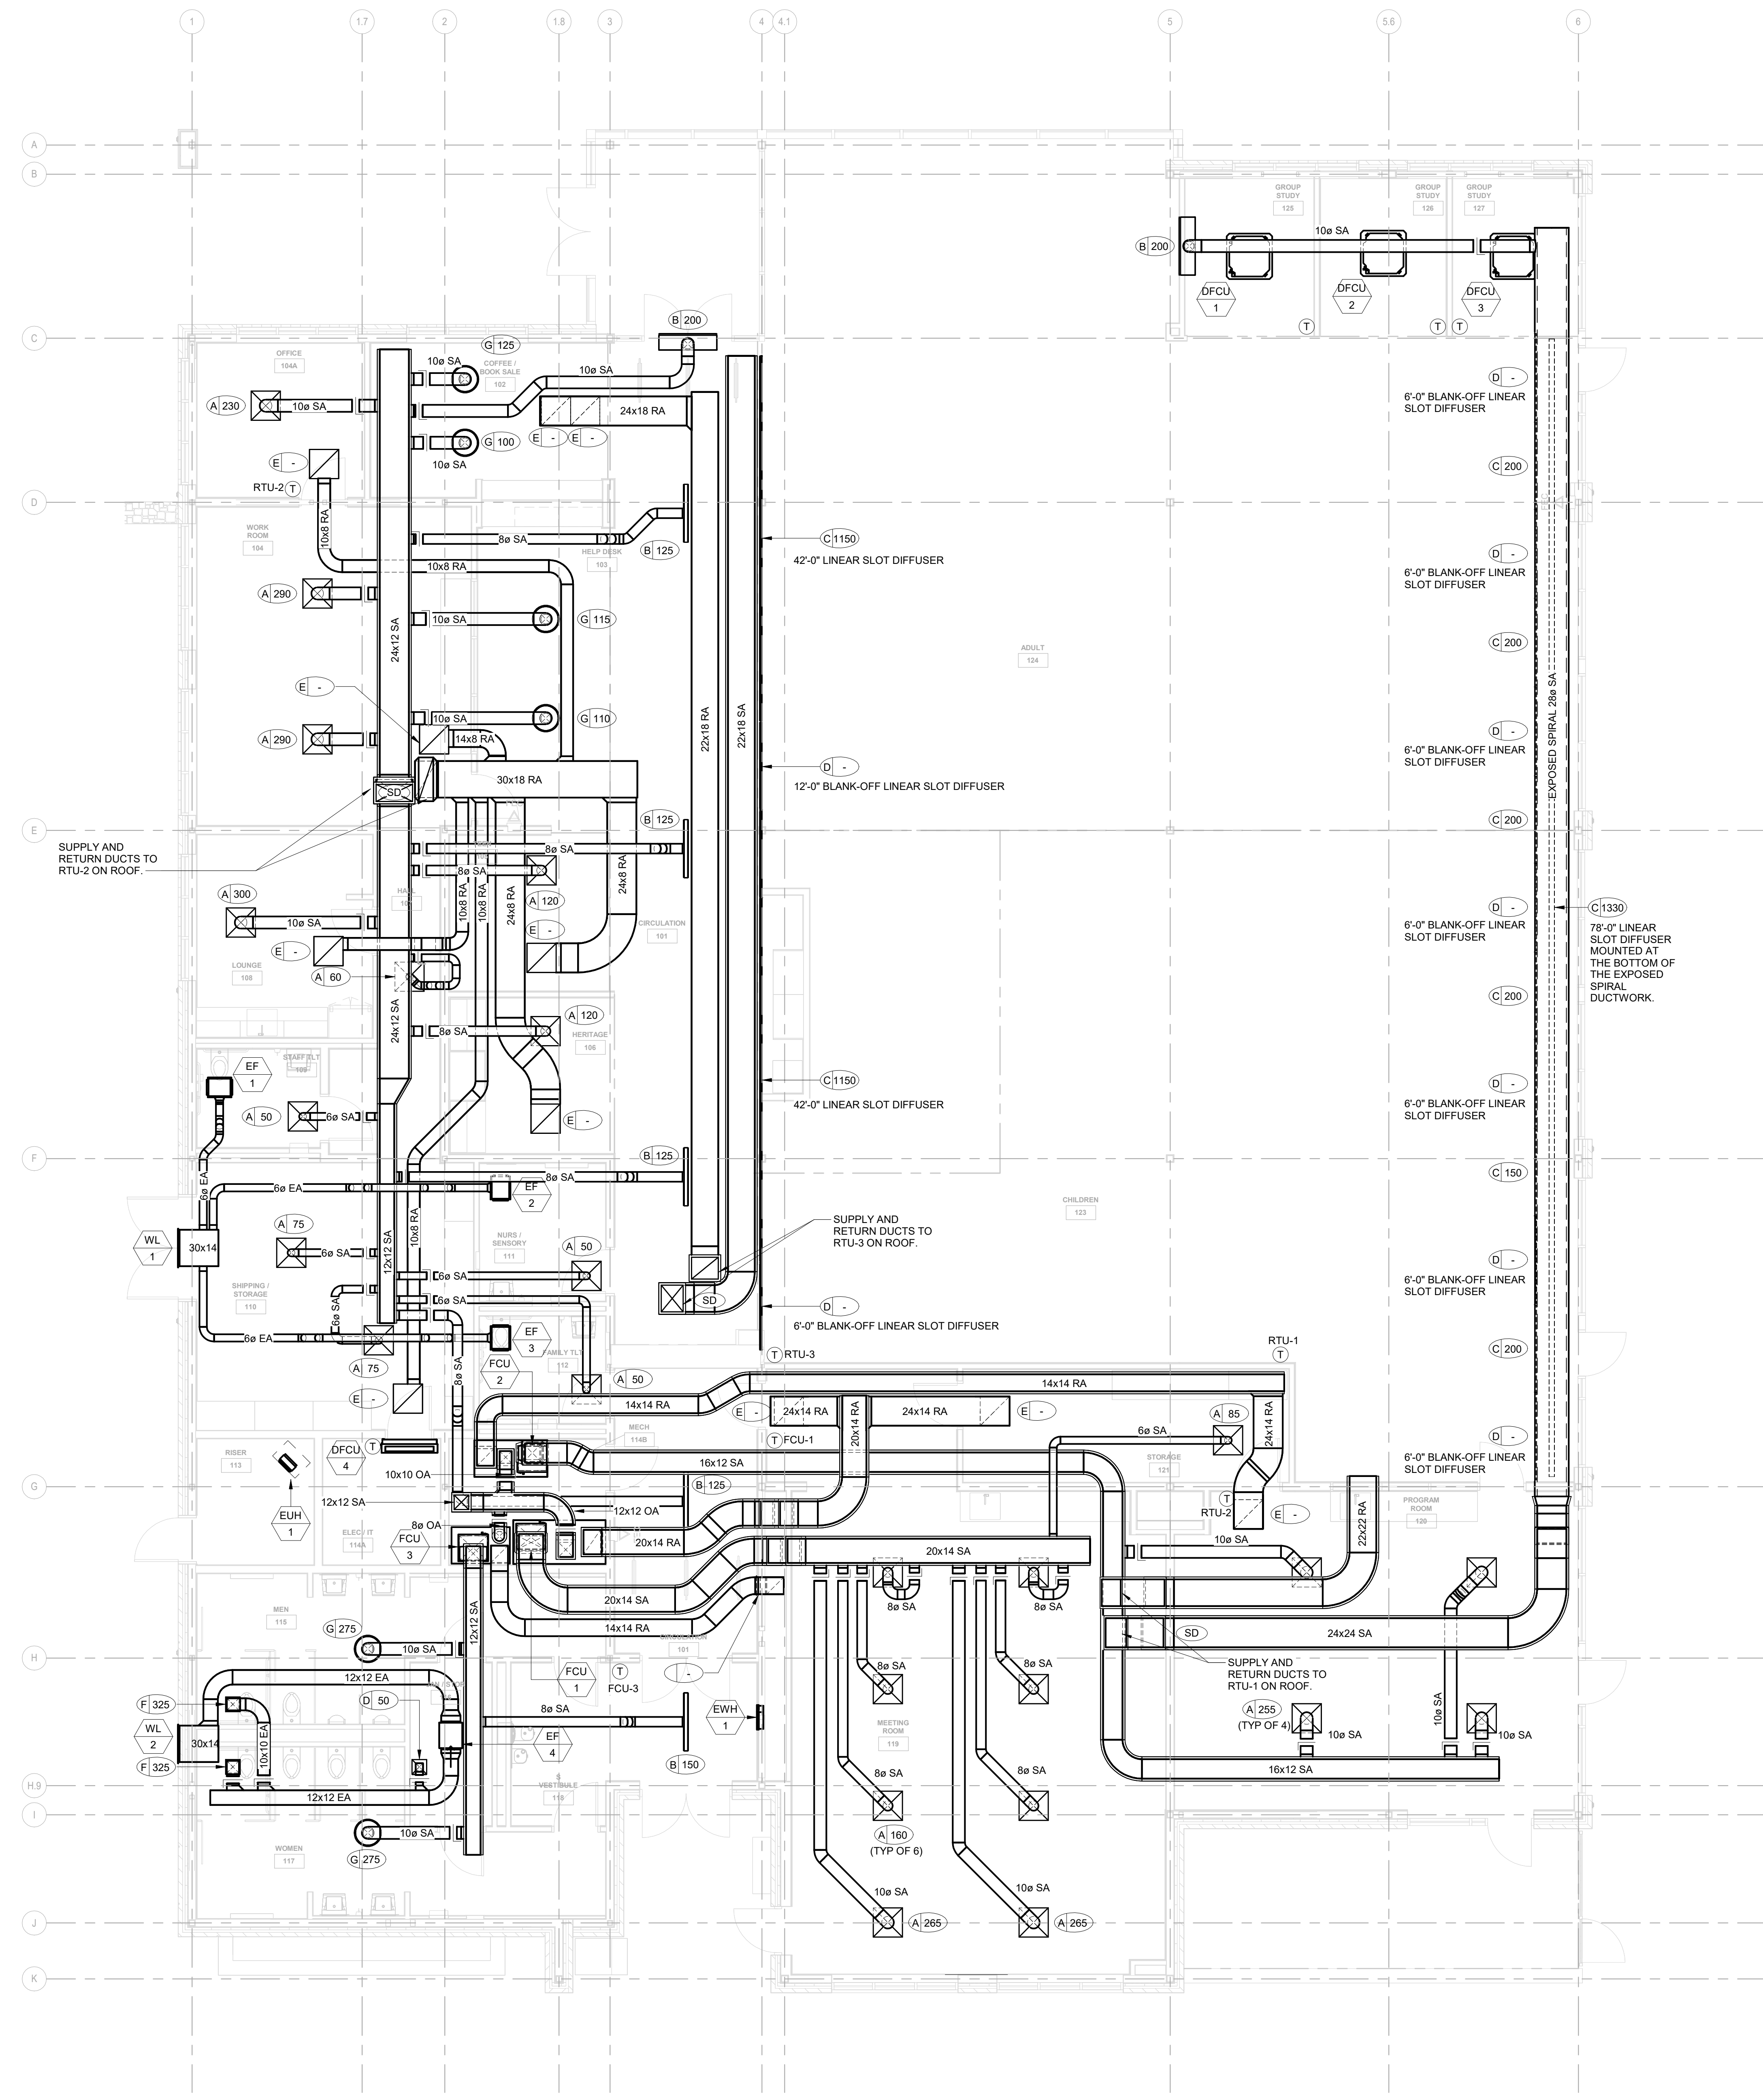 1
1.7
2
1.8
3
4
4.1
5
5.6
6
A
B
GROUP
STUDY
125
GROUP
STUDY
126
GROUP
STUDY
127
10ø SA
B 200
DFCU
1
DFCU
2
DFCU
3
T
T
T
C
B 200
G 125
OFFICE
104A
10ø SA
COFFEE /
BOOK SALE
102
10ø SA
A 230
10ø SA
24x18 RA
D -
6'-0" BLANK-OFF LINEAR
SLOT DIFFUSER
G 100
E -
E -
10ø SA
E -
C 200
RTU-2
T
D
10x8 RA
WORK
ROOM
104
8ø SA
HELP DESK
103
B 125
C 1150
42'-0" LINEAR SLOT DIFFUSER
D -
6'-0" BLANK-OFF LINEAR
SLOT DIFFUSER
10x8 RA
A 290
10ø SA
G 115
24x12 SA
ADULT
124
C 200
E -
10ø SA
G 110
22x18 RA
22x18 SA
EXPOSED SPIRAL 28ø SA
A 290
14x8 RA
D -
6'-0" BLANK-OFF LINEAR
SLOT DIFFUSER
30x18 RA
SD
D -
12'-0" BLANK-OFF LINEAR SLOT DIFFUSER
E
B 125
C 200
SUPPLY AND
RETURN DUCTS TO
RTU-2 ON ROOF.
8ø SA
8ø SA
10x8 RA
10x8 RA
24x8 RA
24x8 RA
A 300
HALL
A 120
10ø SA
E -
CIRCULATION
101
D -
6'-0" BLANK-OFF LINEAR
SLOT DIFFUSER
C 1330
78'-0" LINEAR
SLOT DIFFUSER
MOUNTED AT
THE BOTTOM OF
THE EXPOSED
SPIRAL
DUCTWORK.
E -
LOUNGE
108
A 60
C 200
24x12 SA
8ø SA
A 120
HERITAGE
106
STAFF TLT
109
EF
1
C 1150
42'-0" LINEAR SLOT DIFFUSER
D -
6'-0" BLANK-OFF LINEAR
SLOT DIFFUSER
A 50
6ø SA
E -
F
B 125
C 150
8ø SA
6ø EA
6ø EA
EF
2
CHILDREN
123
A 75
10x8 RA
WL
1
30x14
6ø SA
12x12 SA
NURS /
SENSORY
111
A 50
SUPPLY AND
RETURN DUCTS TO
RTU-3 ON ROOF.
D -
6'-0" BLANK-OFF LINEAR
SLOT DIFFUSER
SHIPPING /
STORAGE
110
6ø SA
6ø SA
6ø SA
SD
D -
6'-0" BLANK-OFF LINEAR SLOT DIFFUSER
6ø EA
EF
3
FAMILY TLT
112
RTU-1
T
T
RTU-3
C 200
A 75
8ø SA
FCU
2
A 50
E -
14x14 RA
14x14 RA
E -
24x14 RA
24x14 RA
E -
A 85
20x14 RA
24x14 RA
MECH
114B
T
FCU-1
6ø SA
D -
6'-0" BLANK-OFF LINEAR
SLOT DIFFUSER
RISER
113
DFCU
4
T
10x10 OA
16x12 SA
STORAGE
121
G
B 125
EUH
1
12x12 SA
12x12 OA
T
RTU-2
E -
22x22 RA
PROGRAM
ROOM
120
8ø OA
FCU
3
ELEC / IT
114A
20x14 RA
20x14 SA
10ø SA
20x14 SA
8ø SA
8ø SA
MEN
115
G 275
12x12 SA
14x14 RA
CIRCULATION
101
SD
24x24 SA
H
10ø SA
12x12 EA
FCU
1
T
FCU-3
-
8ø SA
8ø SA
SUPPLY AND
RETURN DUCTS TO
RTU-1 ON ROOF.
F 325
D 50
8ø SA
EWH
1
MEETING
ROOM
119
A 255
(TYP OF 4)
10ø SA
WL
2
30x14
10x10 EA
EF
4
10ø SA
10ø SA
F 325
B 150
8ø SA
8ø SA
16x12 SA
H.9
12x12 EA
S
VESTIBULE
118
I
10ø SA
A 160
(TYP OF 6)
WOMEN
117
G 275
10ø SA
10ø SA
J
A 265
A 265
K